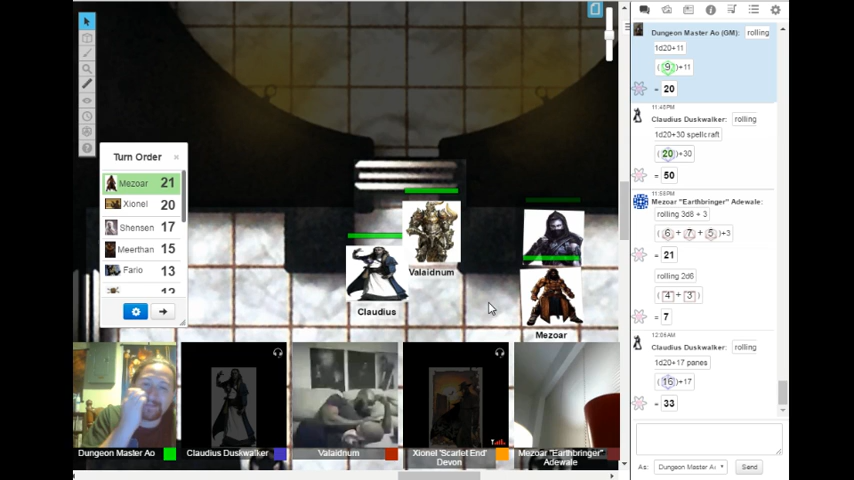 Turn Order ×
Mezoar 21
Xionel 20
Shensen 17
Meerthan 15
Fario 13
Valaidnum
Claudius
Mezoar
Dungeon Master Ao
Claudius Duskwalker
Valaidnum
Xionel 'Scarlet End'
Devon
Mezoar "Earthbringer"
Adewale
Dungeon Master Ao (GM): rolling
1d20+11
(9)+11
= 20
11:45PM
Claudius Duskwalker: rolling
1d20+30 spellcraft
(20)+30
= 50
Mezoar "Earthbringer" Adewale:
rolling 3d8 + 3
(6 + 7 + 5)+3
= 21
rolling 2d6
(4 + 3)
= 7
12:06AM
Claudius Duskwalker: rolling
1d20+17 panes
(16)+17
= 33
As: Dungeon Master Send